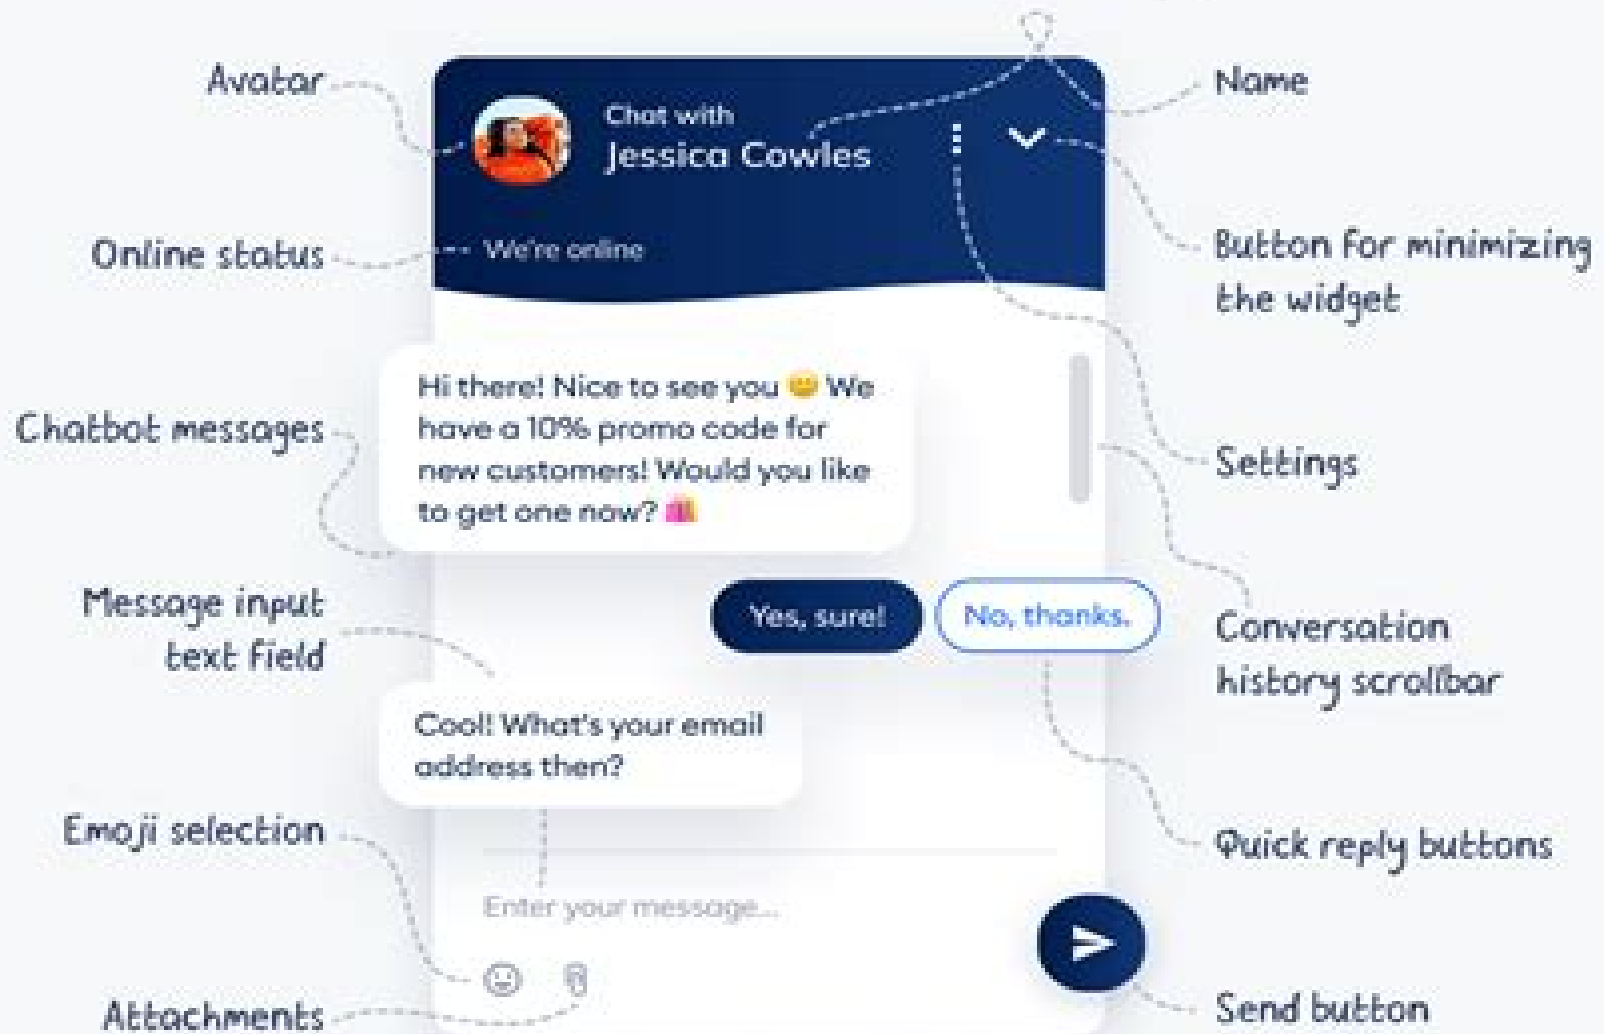 Avatar
Chat with
Jessica Cowles
Name
Online status
We're online
Button for minimizing
the widget
Chatbot messages
Hi there! Nice to see you 😊 We
have a 10% promo code for
new customers! Would you like
to get one now? 🛍️
Settings
Message input
text field
Yes, sure!
No, thanks.
Conversation
history scrollbar
Cool! What's your email
address then?
Emoji selection
Quick reply buttons
Enter your message...
Attachments
Send button